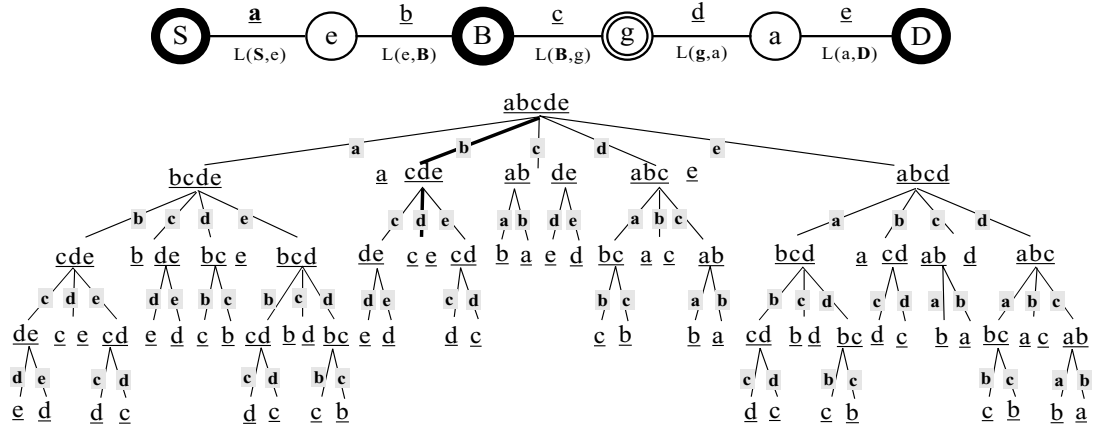 a b c d e
S e B g a D
L(S,e) L(e,B) L(B,g) L(g,a) L(a,D)
abcde
a b c d e
bcde a cde ab de abc e abcd
b c d e c d e a b d e a b c a b c d
cde b de bc e bcd de c e cd b a e d bc a c ab bcd a cd ab d abc
c d e d e b c b c d d e c d b c a b b c d c d a b a b c
de c e cd e d c b cd b d bc e d d c c b b a cd b d bc d c b a bc a c ab
d e c d c d b c c d b c b c a b
e d d c d c c b d c c b c b b a